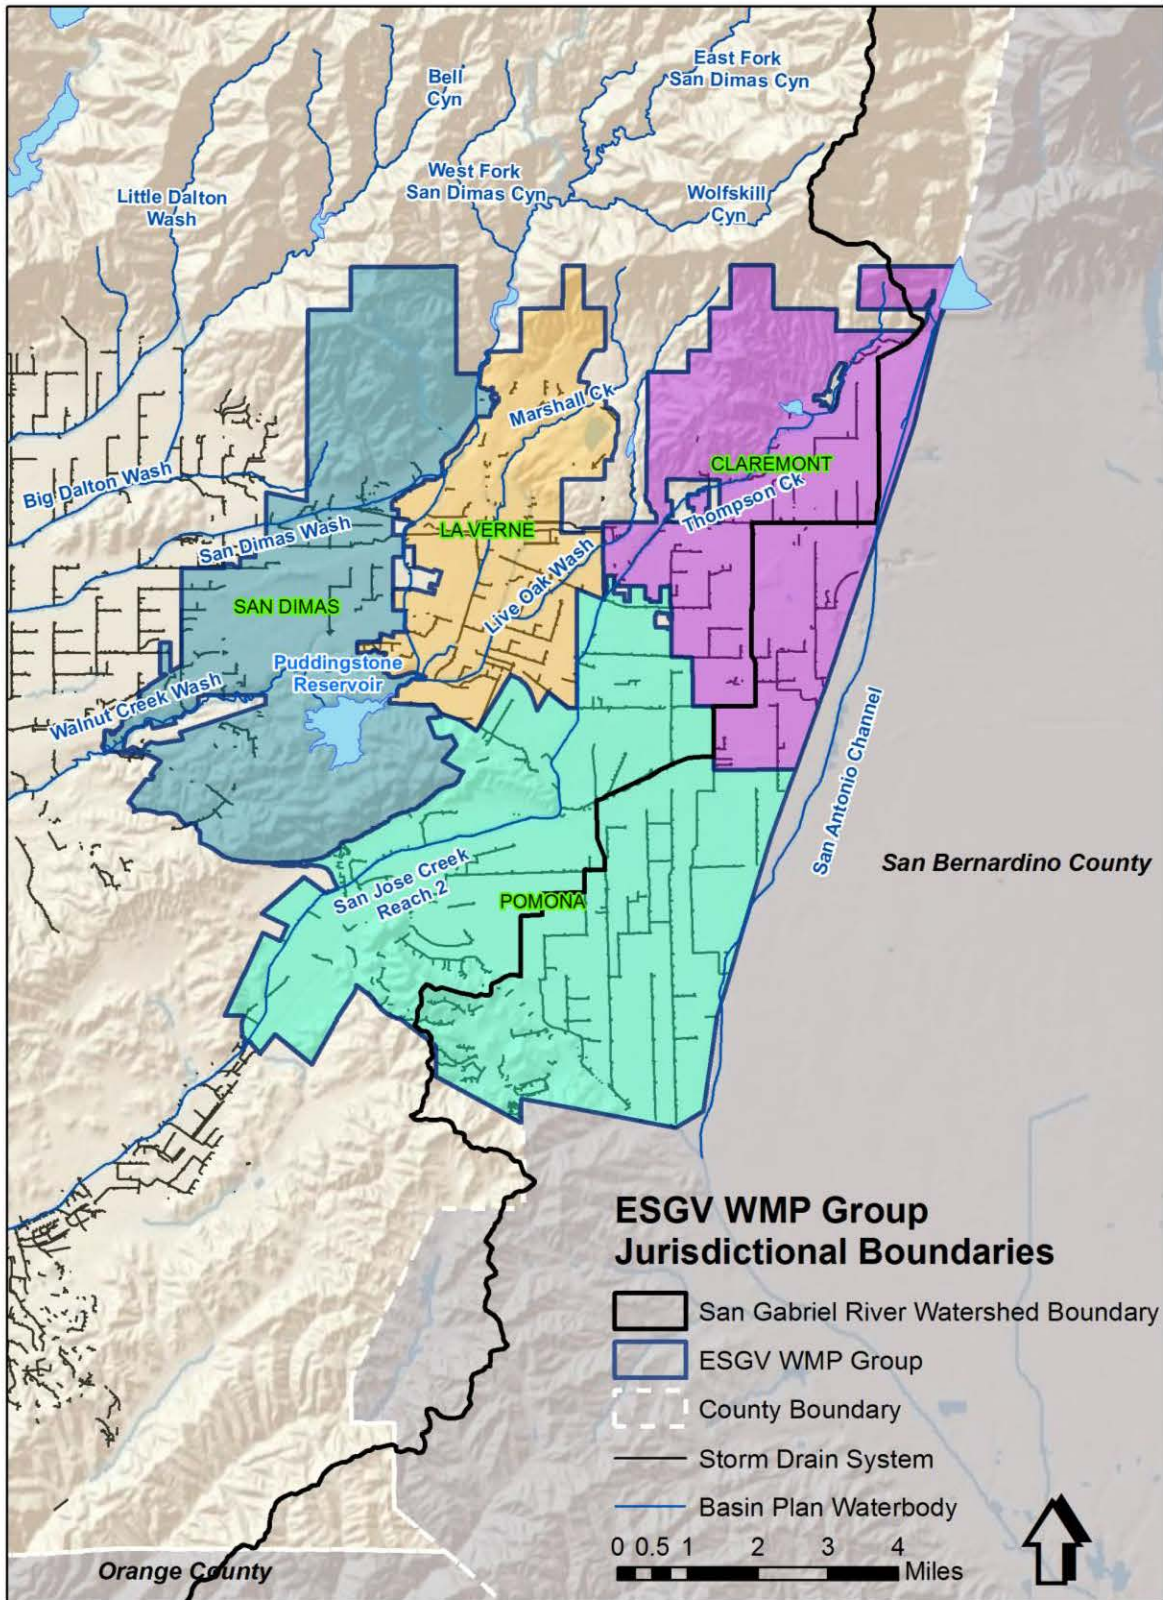 East Fork
San Dimas Cyn
Bell
Cyn
West Fork
San Dimas Cyn
Little Dalton
Wash
Wolfskill
Cyn
Marshall Ck
CLAREMONT
Big Dalton Wash
Thompson Ck
San Dimas Wash
LA VERNE
Live Oak Wash
SAN DIMAS
Puddingstone
Reservoir
Walnut Creek Wash
San Antonio Channel
San Bernardino County
San Jose Creek
Reach 2
POMONA
ESGV WMP Group
Jurisdictional Boundaries
San Gabriel River Watershed Boundary
ESGV WMP Group
County Boundary
Storm Drain System
Basin Plan Waterbody
0 0.5 1 2 3 4
Miles
Orange County